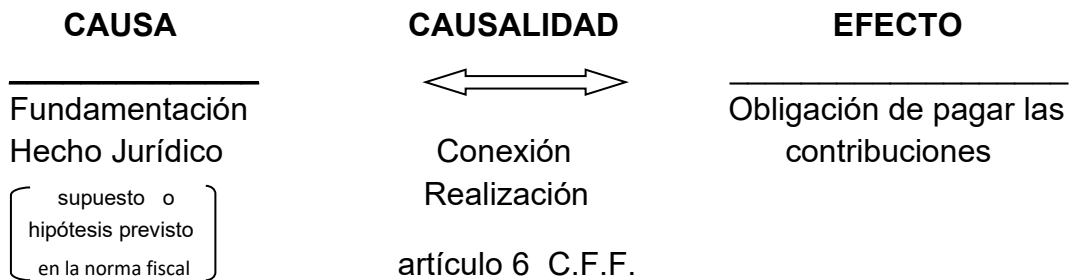 CAUSA CAUSALIDAD EFECTO
Fundamentación
Hecho Jurídico
supuesto o
hipótesis previsto
en la norma fiscal
Conexión
Realización
artículo 6 C.F.F.
Obligación de pagar las
contribuciones